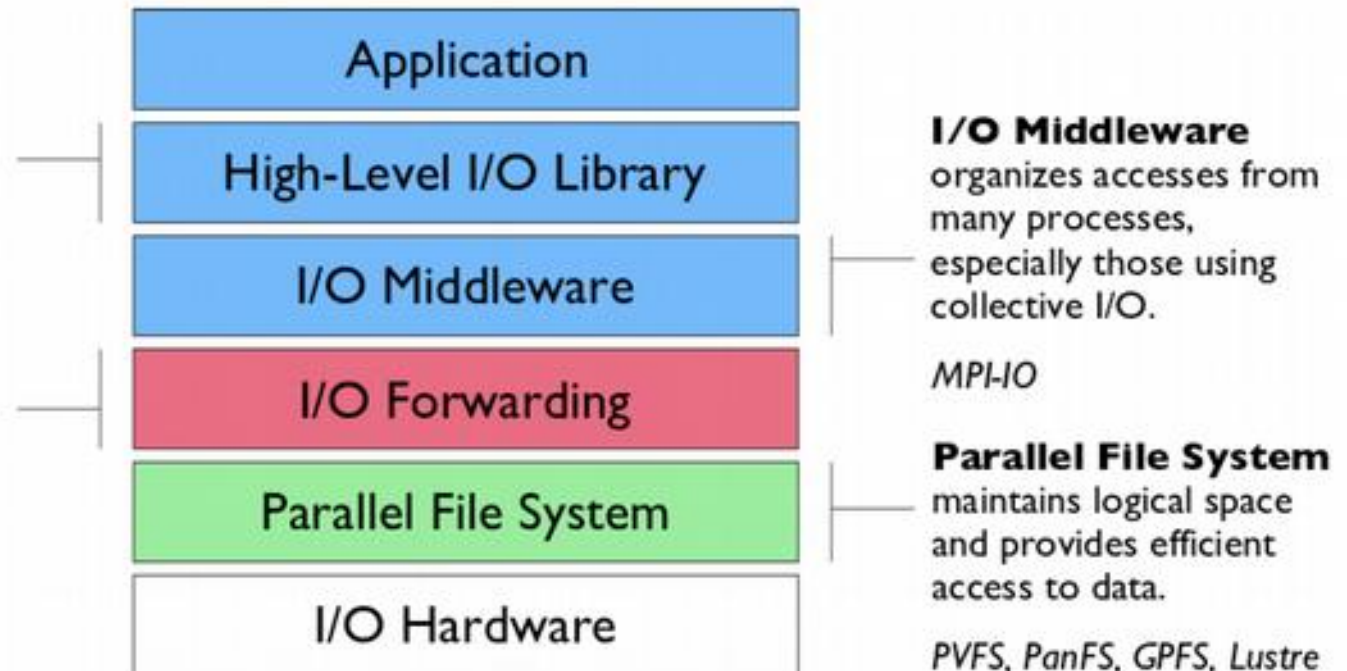 Application
High-Level I/O Library
I/O Middleware
I/O Forwarding
Parallel File System
I/O Hardware
I/O Middleware
organizes accesses from
many processes,
especially those using
collective I/O.
MPI-IO
Parallel File System
maintains logical space
and provides efficient
access to data.
PVFS, PanFS, GPFS, Lustre